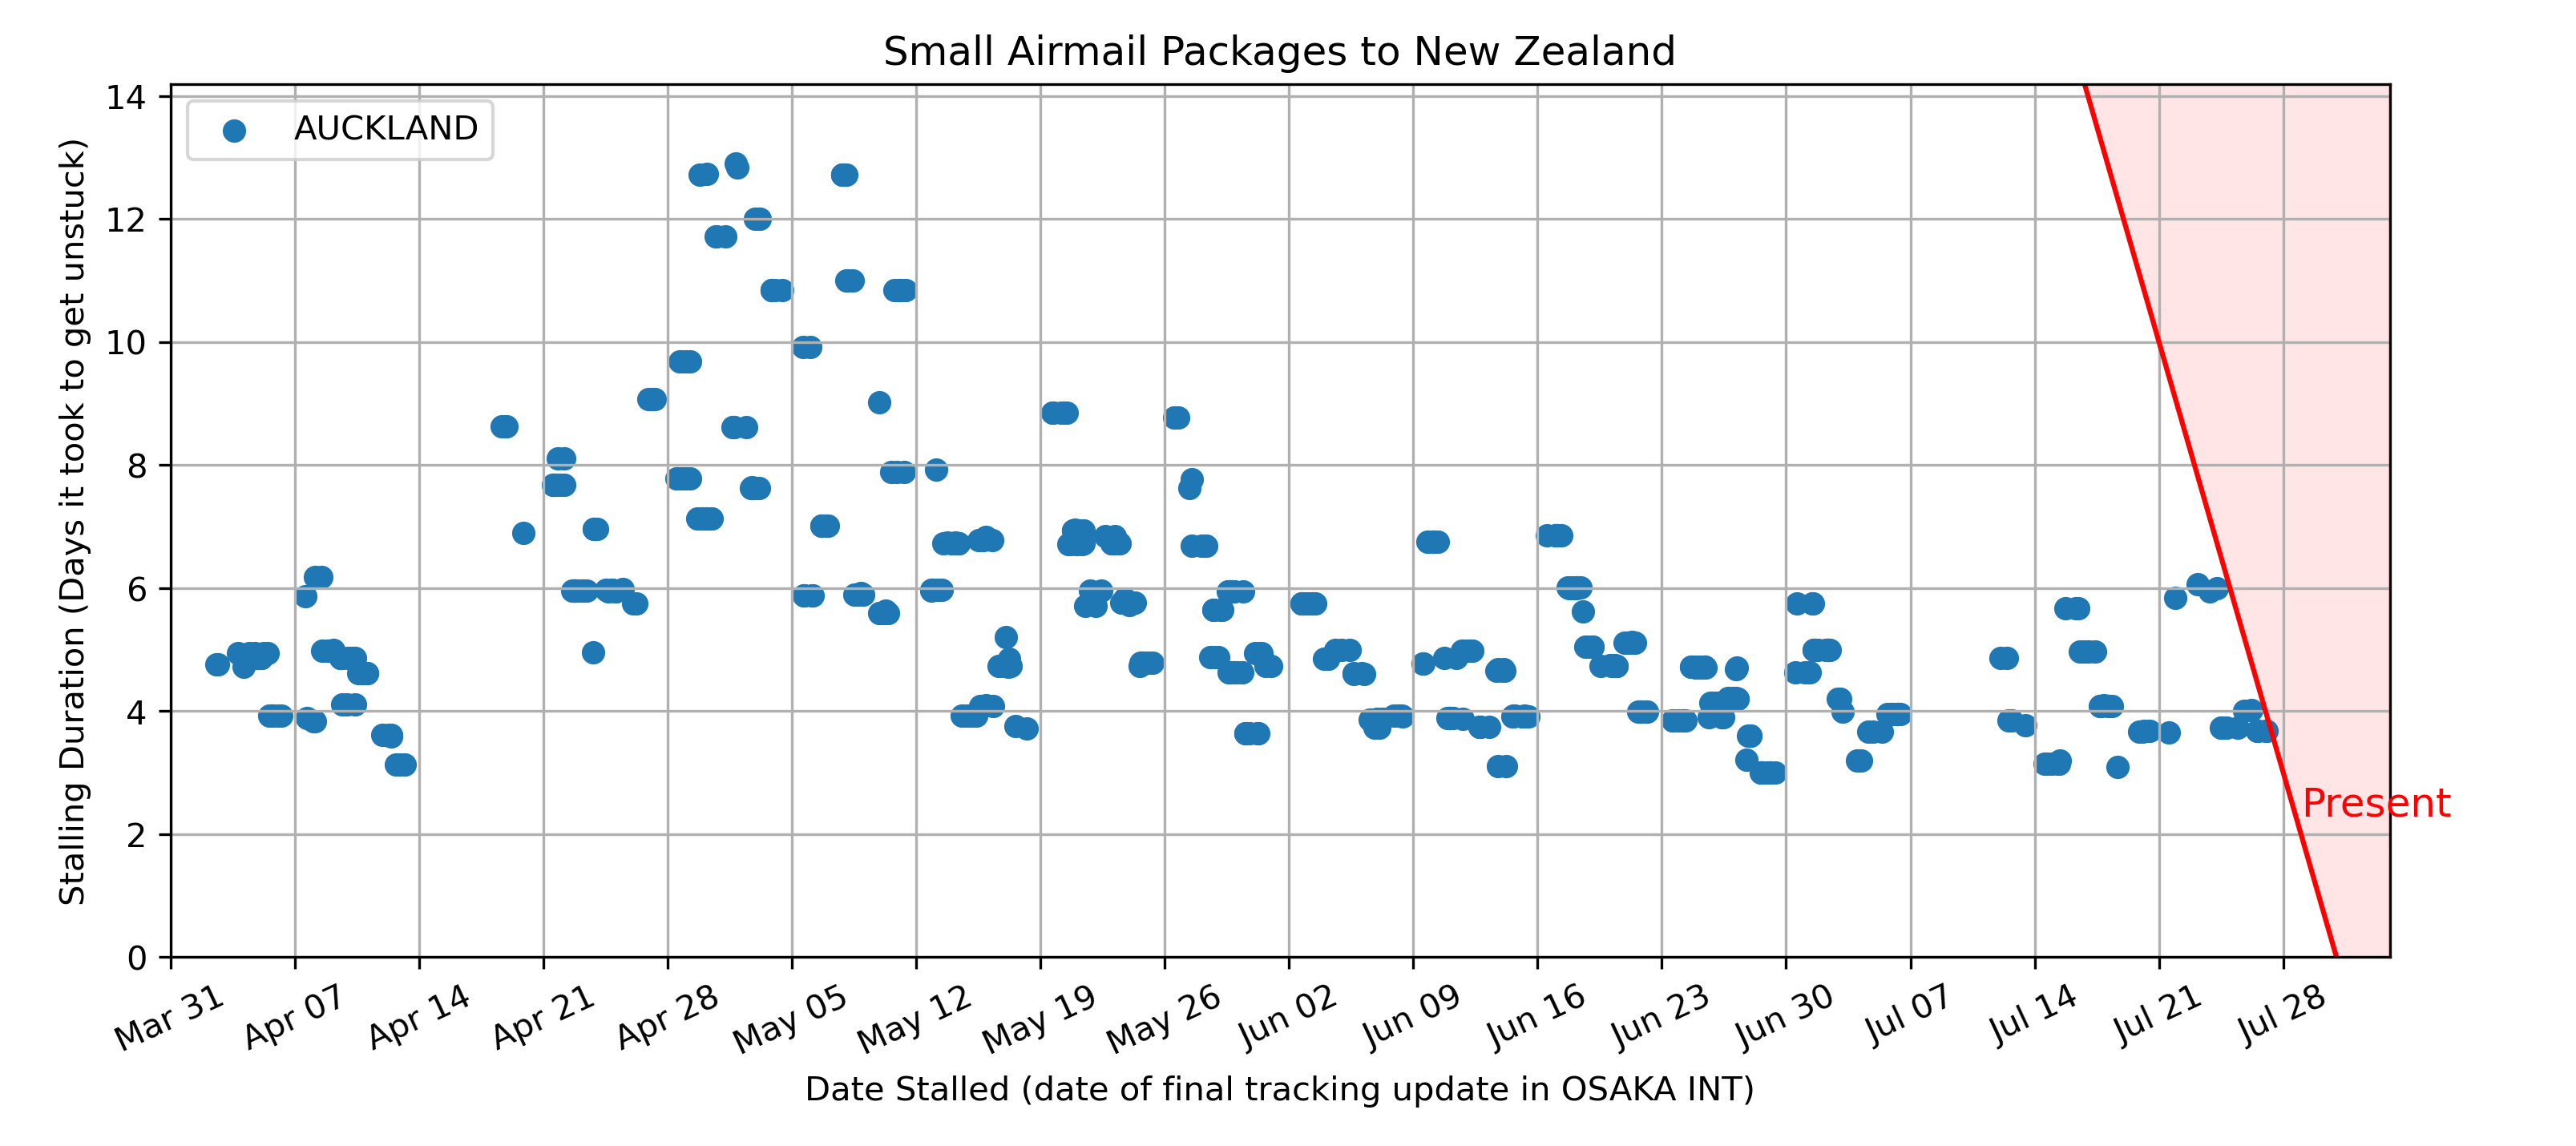 Small Airmail Packages to New Zealand
AUCKLAND
Stalling Duration (Days it took to get unstuck)
14
12
10
8
6
4
2
0
Present
Mar 31
Apr 07
Apr 14
Apr 21
Apr 28
May 05
May 12
May 19
May 26
Jun 02
Jun 09
Jun 16
Jun 23
Jun 30
Jul 07
Jul 14
Jul 21
Jul 28
Date Stalled (date of final tracking update in OSAKA INT)